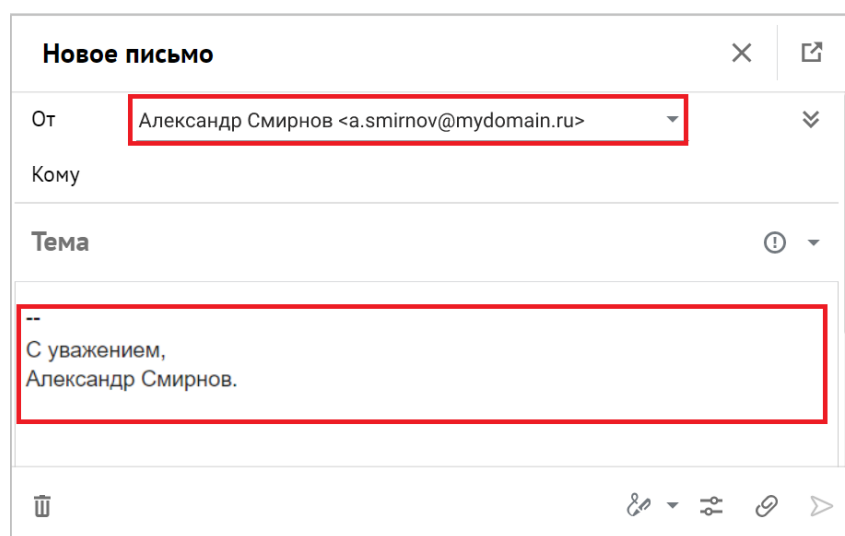 Новое письмо
От Александр Смирнов <a.smirnov@mydomain.ru>
Кому
Тема
--
С уважением,
Александр Смирнов.